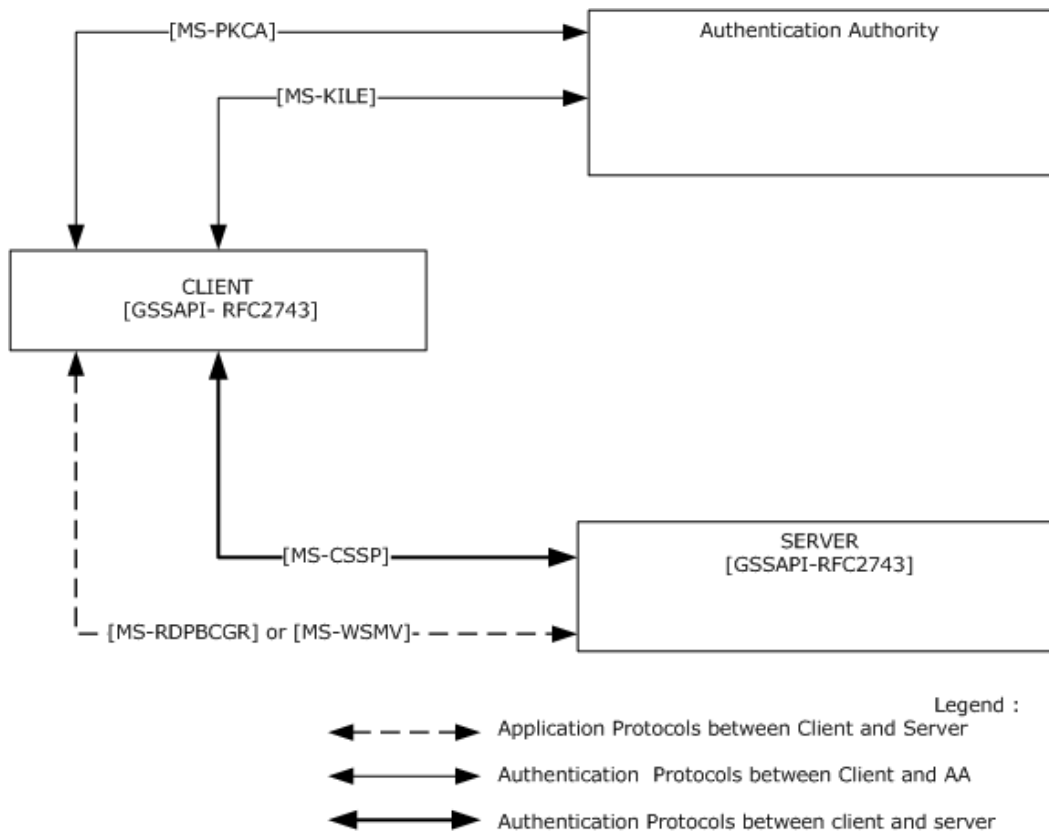 [MS-PKCA]
Authentication Authority
[MS-KILE]
CLIENT
[GSSAPI- RFC2743]
[MS-CSSP]
SERVER
[GSSAPI-RFC2743]
[MS-RDPBCGR] or [MS-WSMV]
Legend :
Application Protocols between Client and Server
Authentication Protocols between Client and AA
Authentication Protocols between client and server